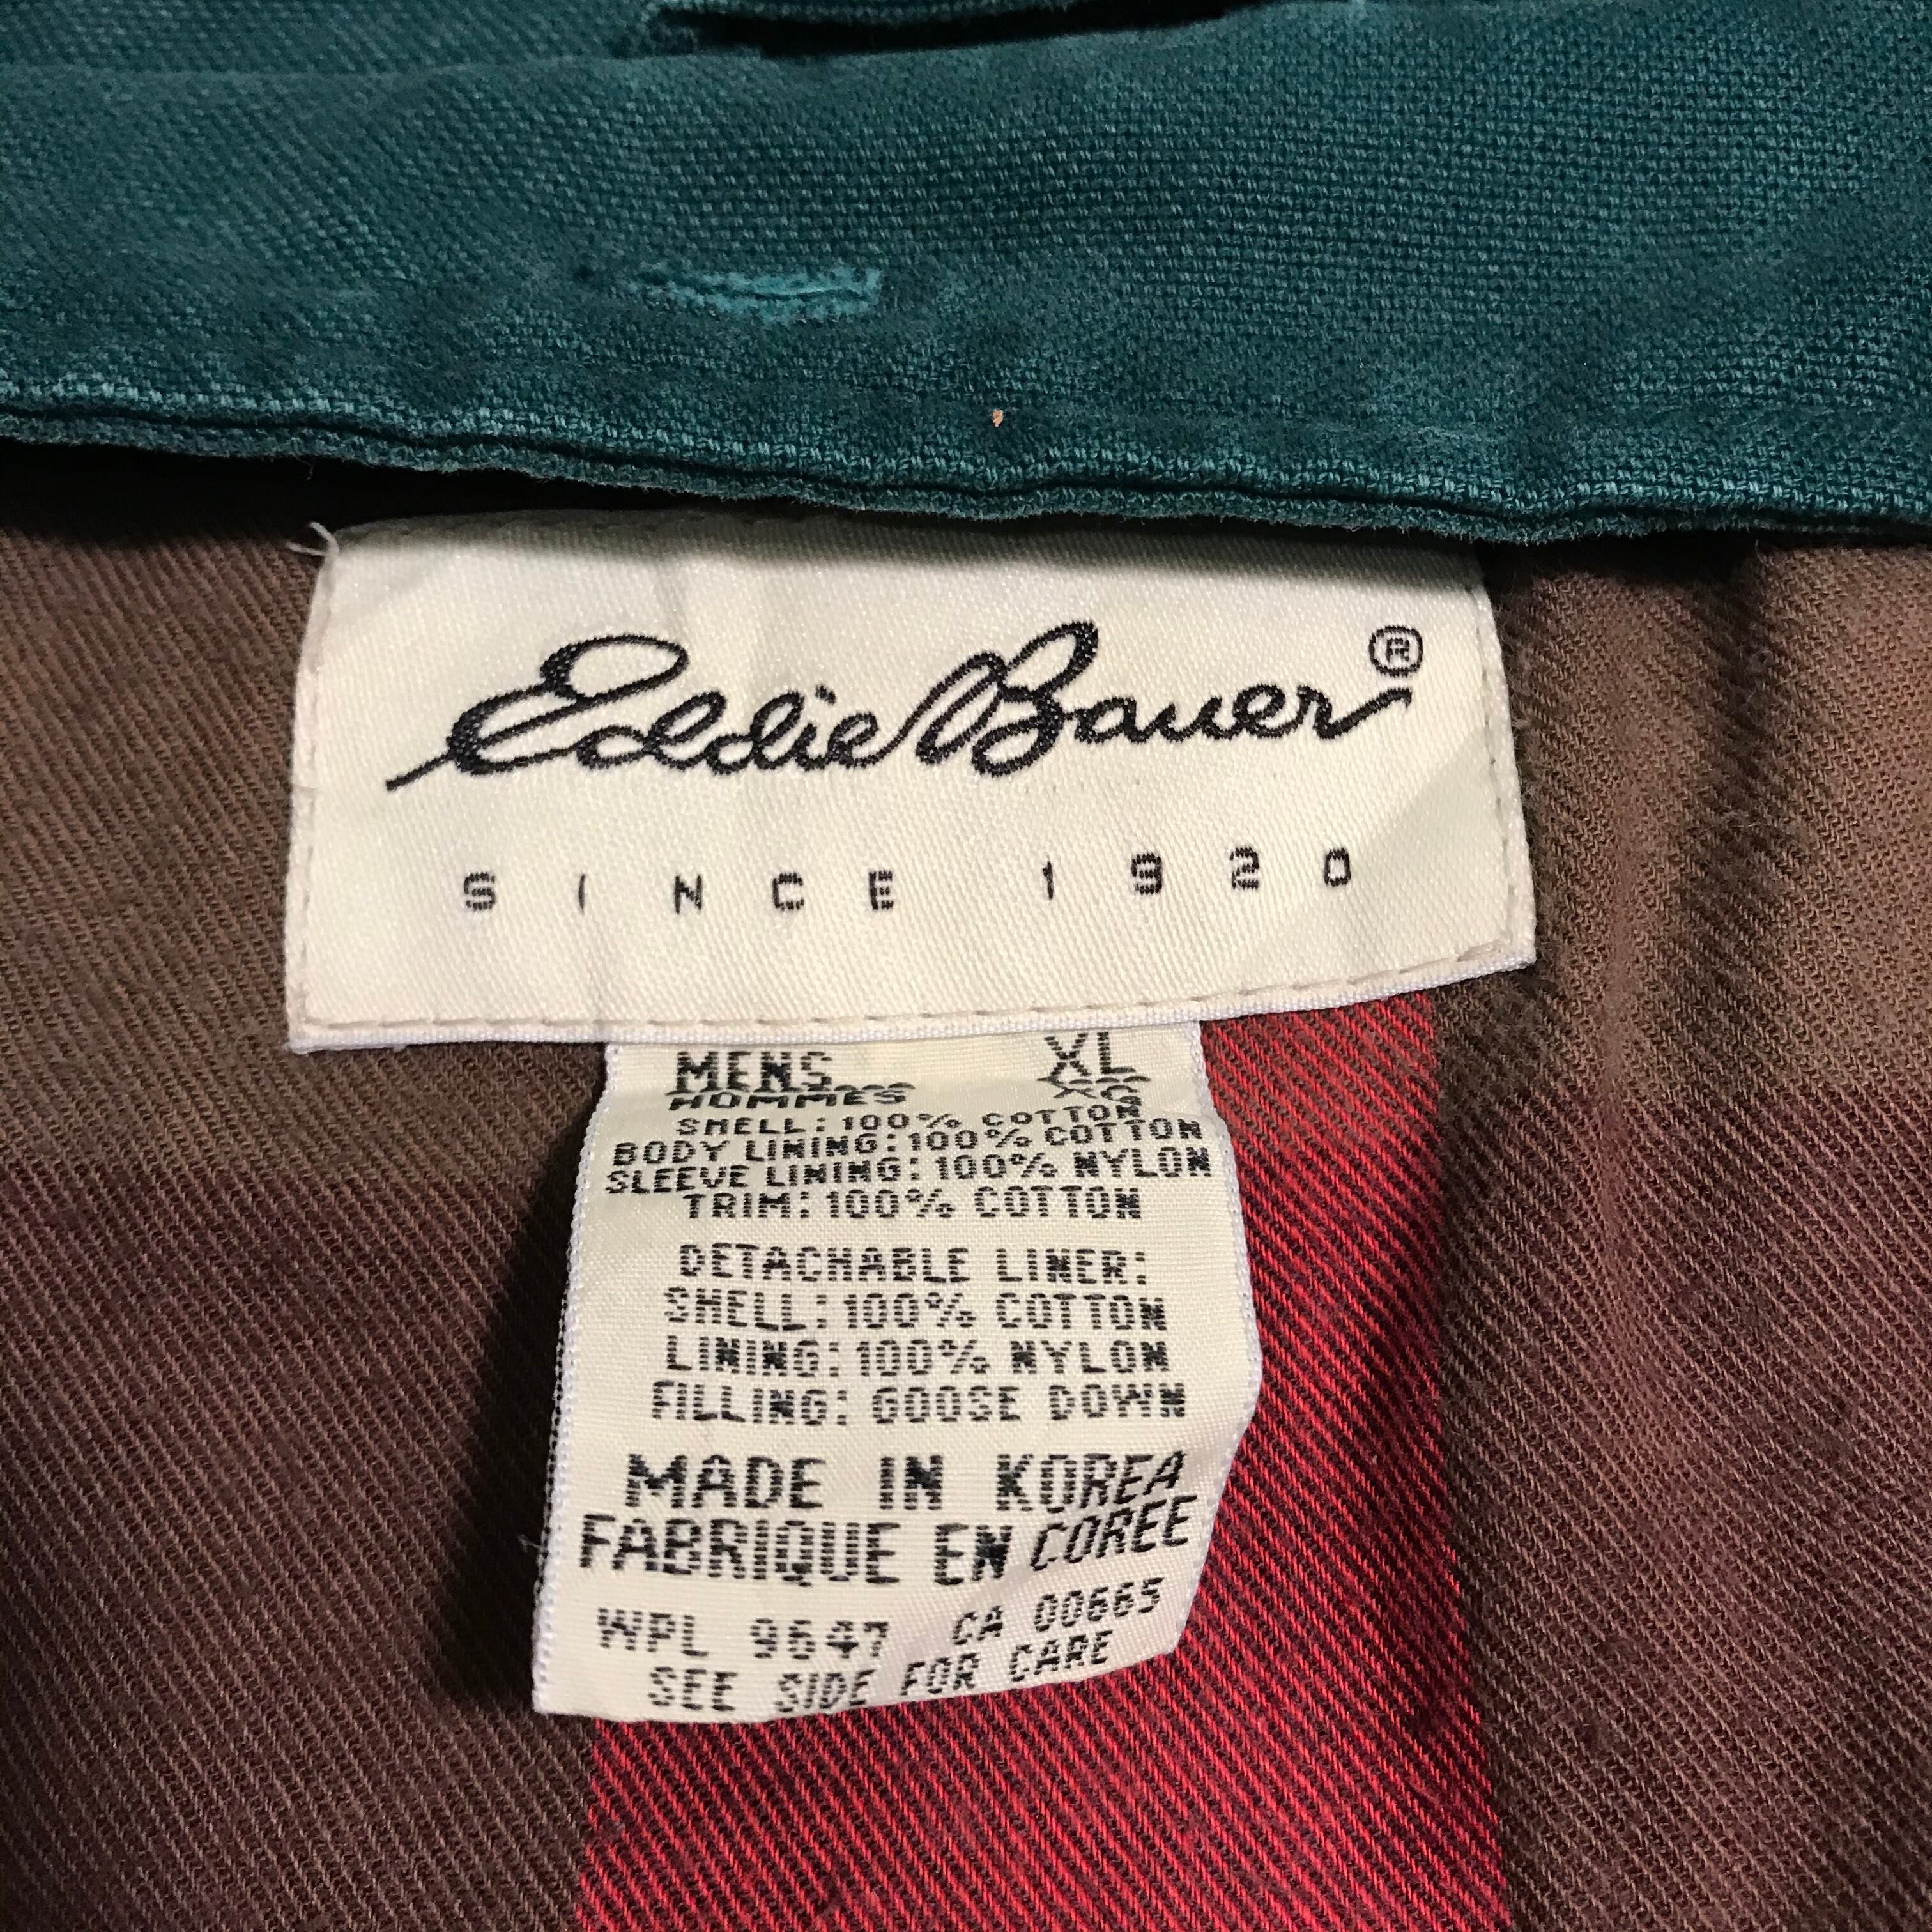 Eddie Bauer®
SINCE 1920
MENS XL
HOMMES XG
SHELL: 100% COTTON
BODY LINING: 100% COTTON
SLEEVE LINING: 100% NYLON
TRIM: 100% COTTON
DETACHABLE LINER:
SHELL: 100% COTTON
LINING: 100% NYLON
FILLING: GOOSE DOWN
MADE IN KOREA
FABRIQUE EN COREE
WPL 9547 CA 00665
SEE SIDE FOR CARE